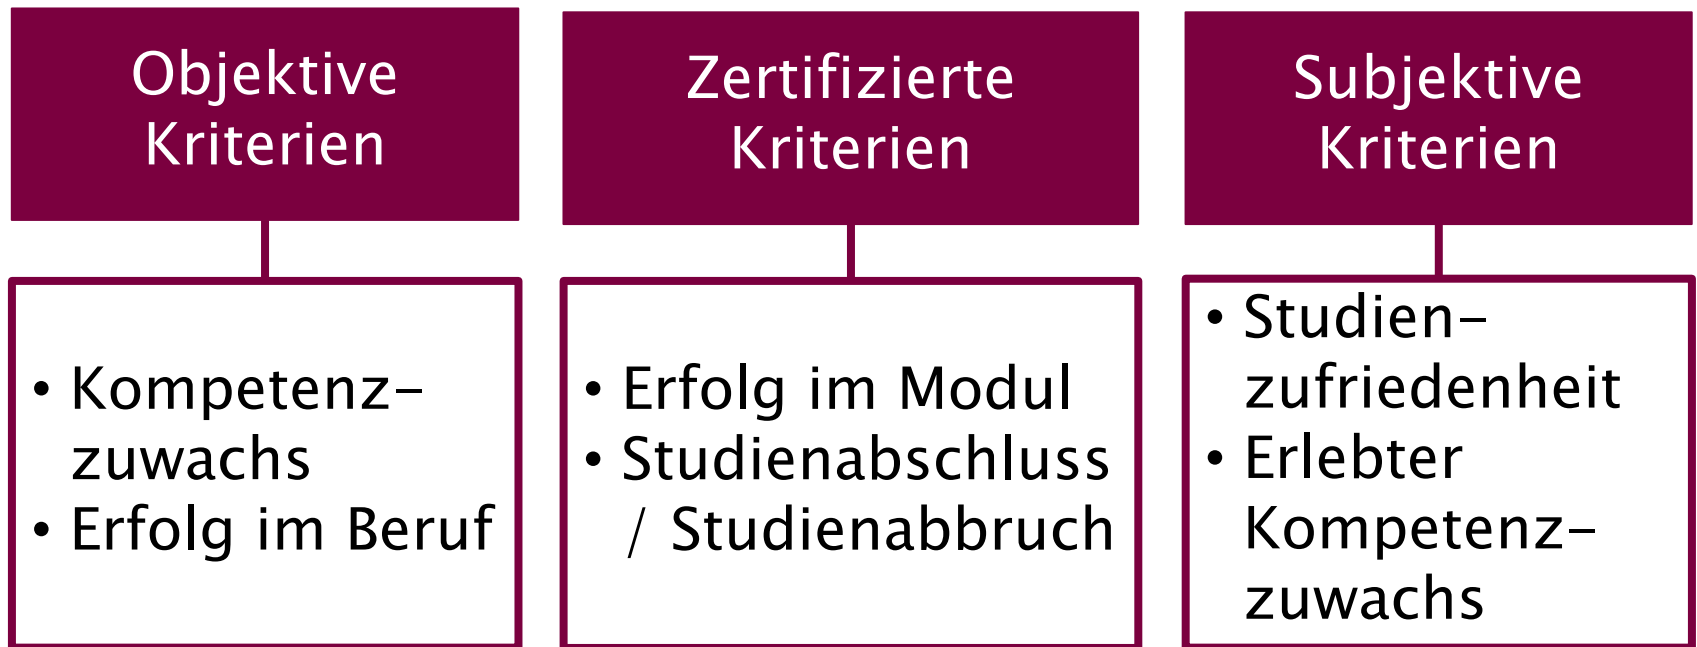 Objektive
Kriterien
• Kompetenz-
zuwachs
• Erfolg im Beruf
Zertifizierte
Kriterien
• Erfolg im Modul
• Studienabschluss
/ Studienabbruch
Subjektive
Kriterien
• Studien-
zufriedenheit
• Erlebter
Kompetenz-
zuwachs